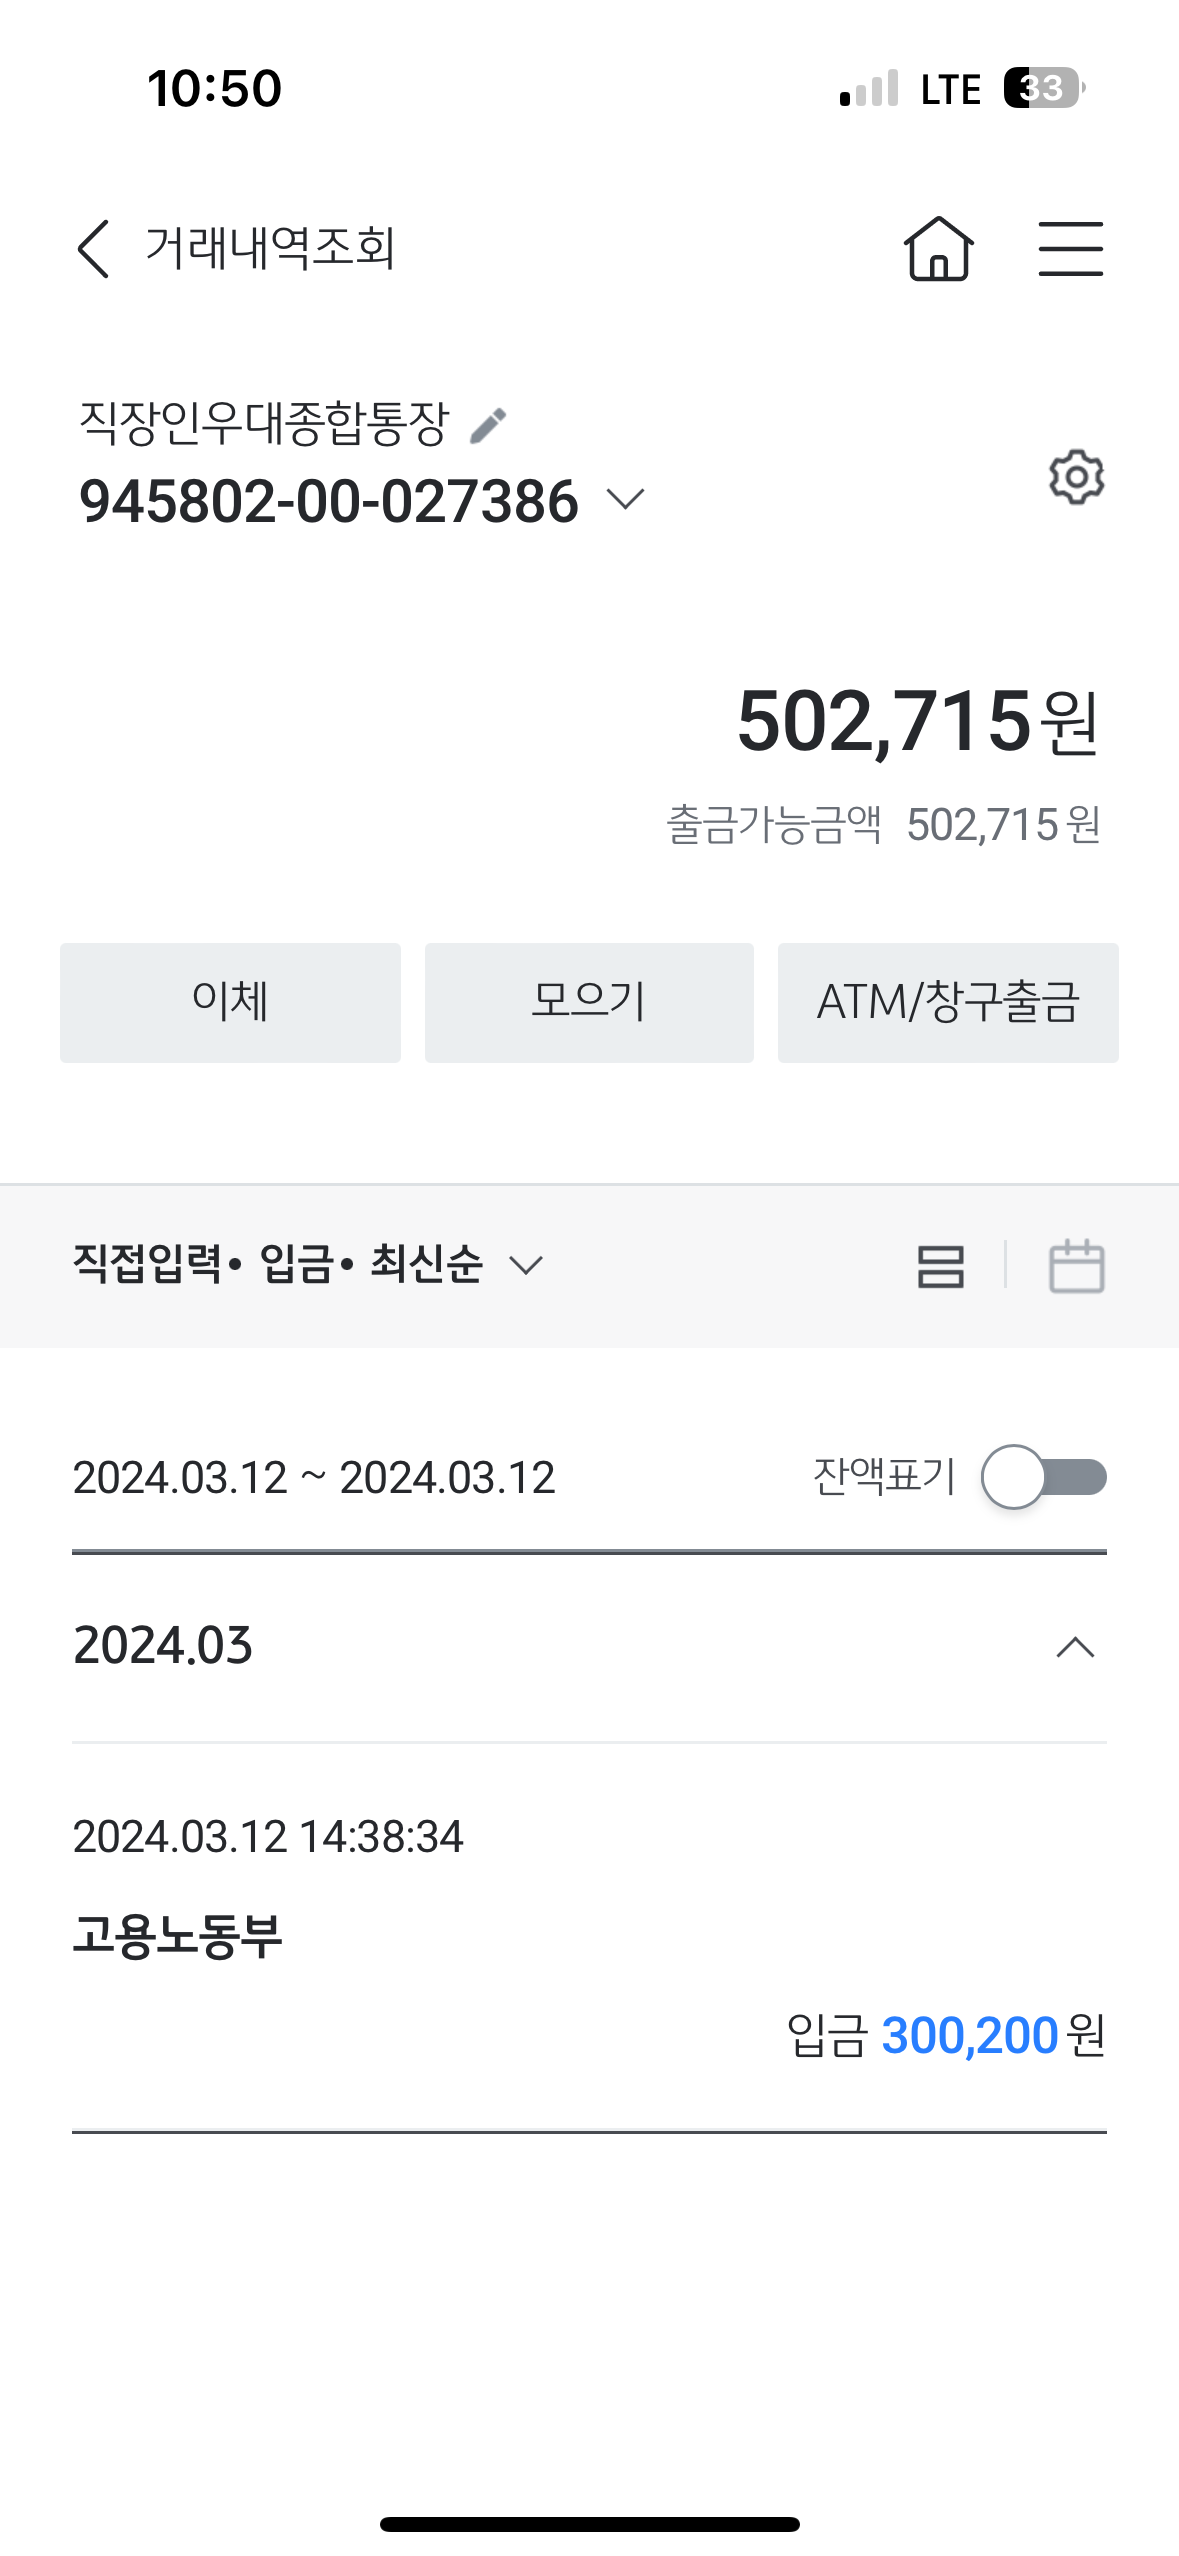 10:50 LTE 33
거래내역조회
직장인우대종합통장
945802-00-027386
502,715원
출금가능금액 502,715원
이체 모으기 ATM/창구출금
직접입력• 입금• 최신순
2024.03.12 ~ 2024.03.12 잔액표기
2024.03
2024.03.12 14:38:34
고용노동부
입금 300,200원